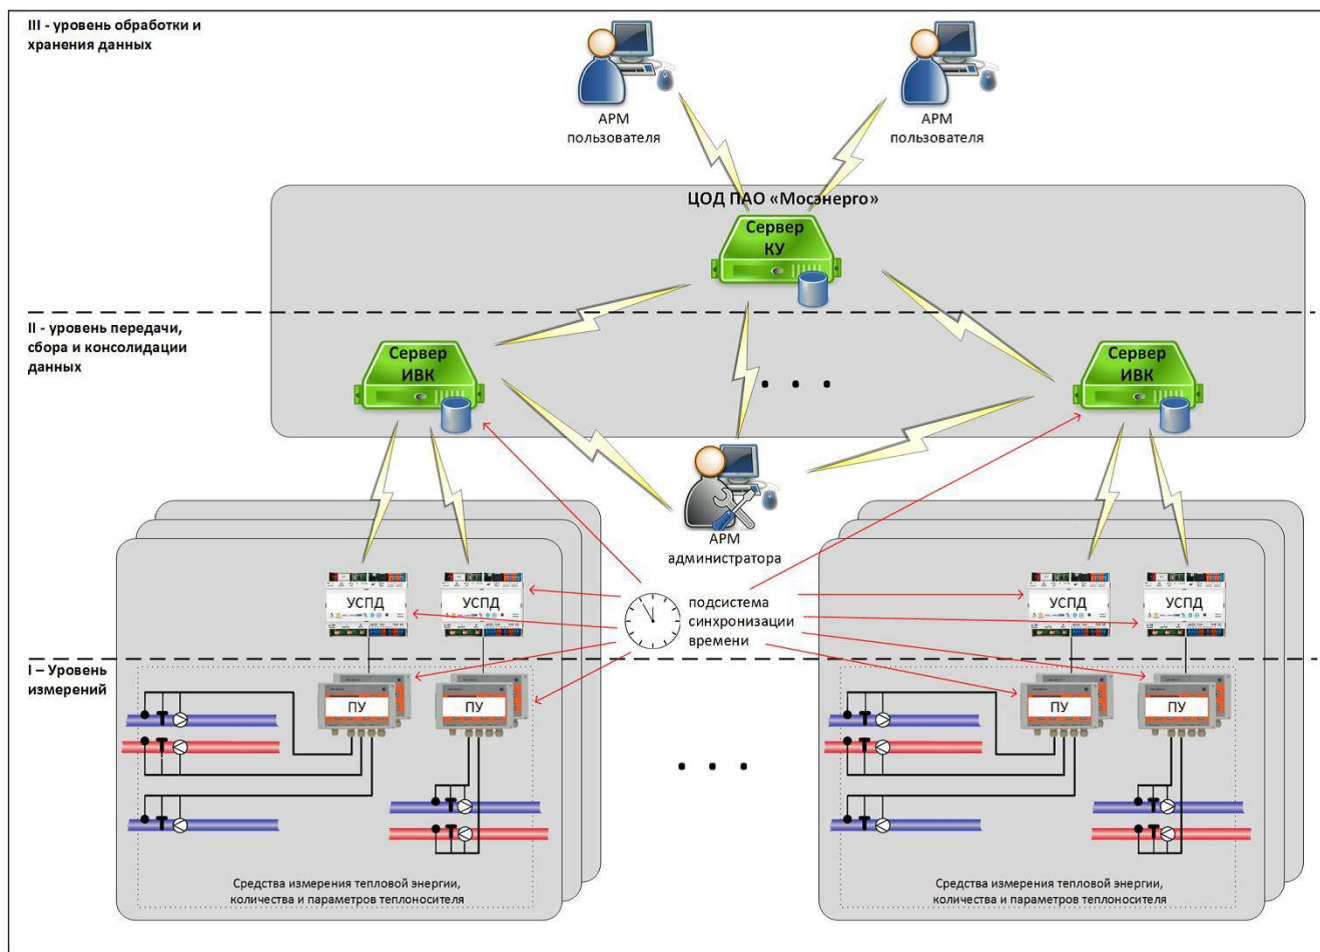 III - уровень обработки и
хранения данных
АРМ
пользователя
АРМ
пользователя
ЦОД ПАО «Мосэнерго»
Сервер
КУ
II - уровень передачи,
сбора и консолидации
данных
Сервер
ИВК
. . .
Сервер
ИВК
АРМ
администратора
УСПД
УСПД
подсистема
синхронизации
времени
УСПД
УСПД
I – Уровень
измерений
ПУ
ПУ
ПУ
ПУ
. . .
Средства измерения тепловой энергии,
количества и параметров теплоносителя
Средства измерения тепловой энергии,
количества и параметров теплоносителя